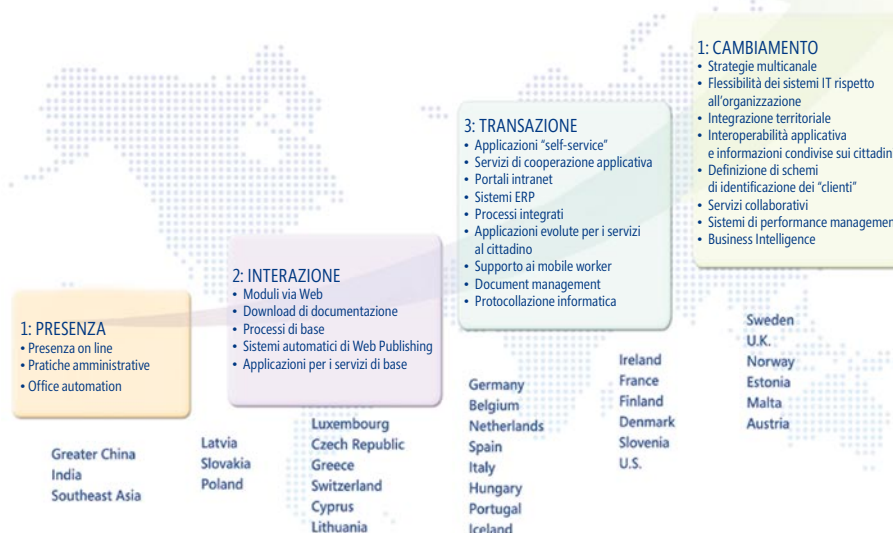 1: PRESENZA
• Presenza on line
• Pratiche amministrative
• Office automation
2: INTERAZIONE
• Moduli via Web
• Download di documentazione
• Processi di base
• Sistemi automatici di Web Publishing
• Applicazioni per i servizi di base
3: TRANSAZIONE
• Applicazioni “self-service”
• Servizi di cooperazione applicativa
• Portali intranet
• Sistemi ERP
• Processi integrati
• Applicazioni evolute per i servizi
al cittadino
• Supporto ai mobile worker
• Document management
• Protocollazione informatica
1: CAMBIAMENTO
• Strategie multicanale
• Flessibilità dei sistemi IT rispetto
all’organizzazione
• Integrazione territoriale
• Interoperabilità applicativa
e informazioni condivise sui cittadin
• Definizione di schemi
di identificazione dei “clienti”
• Servizi collaborativi
• Sistemi di performance managemen
• Business Intelligence
Greater China
India
Southeast Asia
Latvia
Slovakia
Poland
Luxembourg
Czech Republic
Greece
Switzerland
Cyprus
Lithuania
Germany
Belgium
Netherlands
Spain
Italy
Hungary
Portugal
Iceland
Ireland
France
Finland
Denmark
Slovenia
U.S.
Sweden
U.K.
Norway
Estonia
Malta
Austria